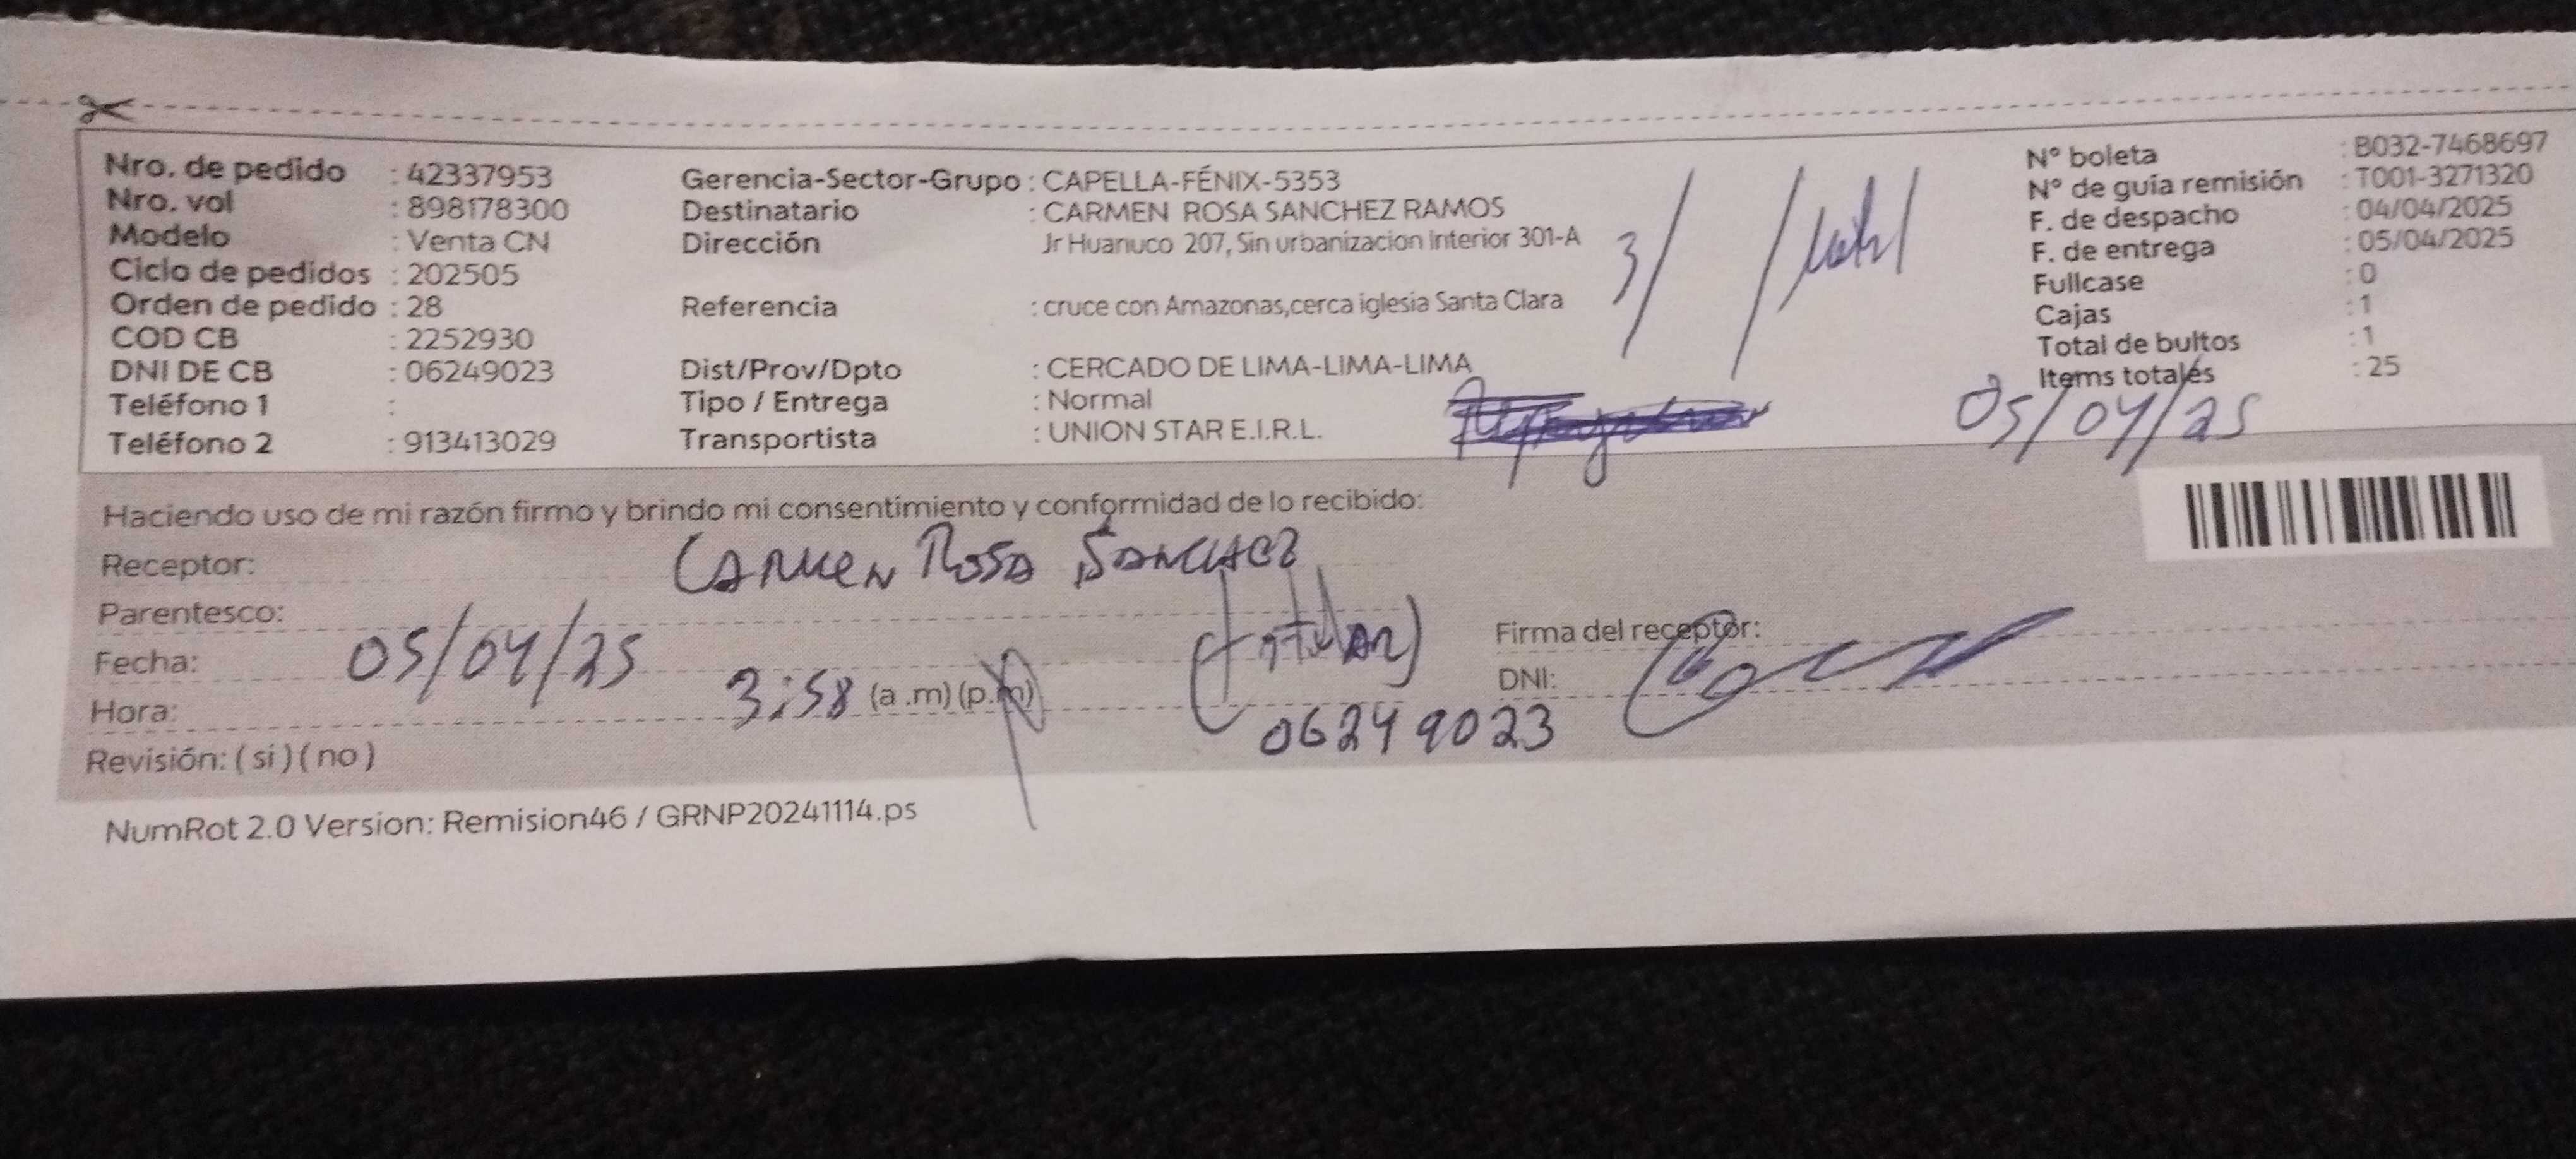 Nro. de pedido : 42337953
Nro. vol : 898178300
Modelo : Venta CN
Ciclo de pedidos : 202505
Orden de pedido : 28
COD CB : 2252930
DNI DE CB : 06249023
Teléfono 1 :
Teléfono 2 : 913413029
Gerencia-Sector-Grupo : CAPELLA-FÉNIX-5353
Destinatario : CARMEN ROSA SANCHEZ RAMOS
Dirección Jr Huanuco 207, Sin urbanizacion Interior 301-A
Referencia : cruce con Amazonas,cerca iglesia Santa Clara
Dist/Prov/Dpto : CERCADO DE LIMA-LIMA-LIMA
Tipo / Entrega : Normal
Transportista : UNION STAR E.I.R.L.
3/
N° boleta : B032-7468697
N° de guía remisión : T001-3271320
F. de despacho : 04/04/2025
F. de entrega : 05/04/2025
Fullcase : 0
Cajas : 1
Total de bultos : 1
Items totales : 25
05/04/25
Haciendo uso de mi razón firmo y brindo mi consentimiento y conformidad de lo recibido:
Receptor: CARMEN ROSA SANCHEZ
Parentesco: (titular)
Fecha: 05/04/25
Hora: 3:58 (a .m) (p.m)
Revisión: ( si ) ( no )
Firma del receptor:
DNI: 06249023
NumRot 2.0 Version: Remision46 / GRNP20241114.ps